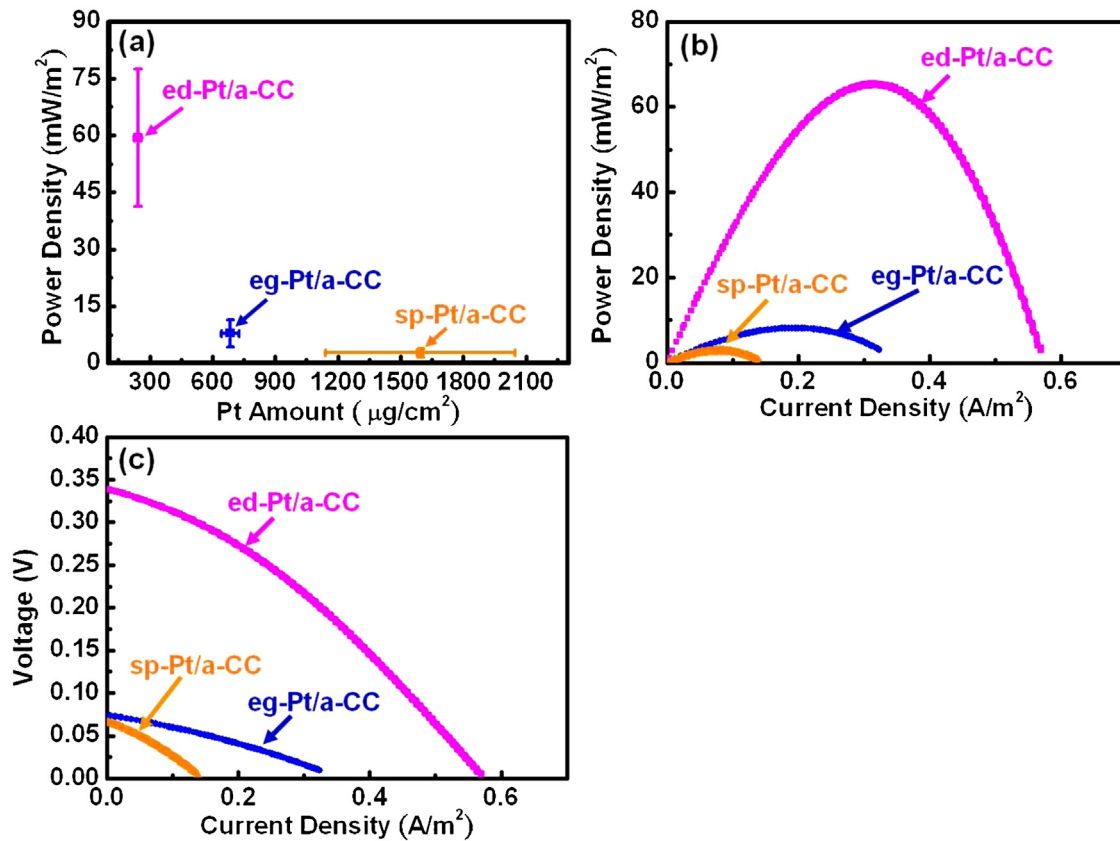 (a)
Power Density (mW/m²)
90
75
60
45
30
15
0
ed-Pt/a-CC
eg-Pt/a-CC
sp-Pt/a-CC
300 600 900 1200 1500 1800 2100
Pt Amount ( μg/cm²)
(b)
Power Density (mW/m²)
80
60
40
20
0
ed-Pt/a-CC
eg-Pt/a-CC
sp-Pt/a-CC
0.0 0.2 0.4 0.6
Current Density (A/m²)
(c)
Voltage (V)
0.40
0.35
0.30
0.25
0.20
0.15
0.10
0.05
0.00
ed-Pt/a-CC
sp-Pt/a-CC
eg-Pt/a-CC
0.0 0.2 0.4 0.6
Current Density (A/m²)